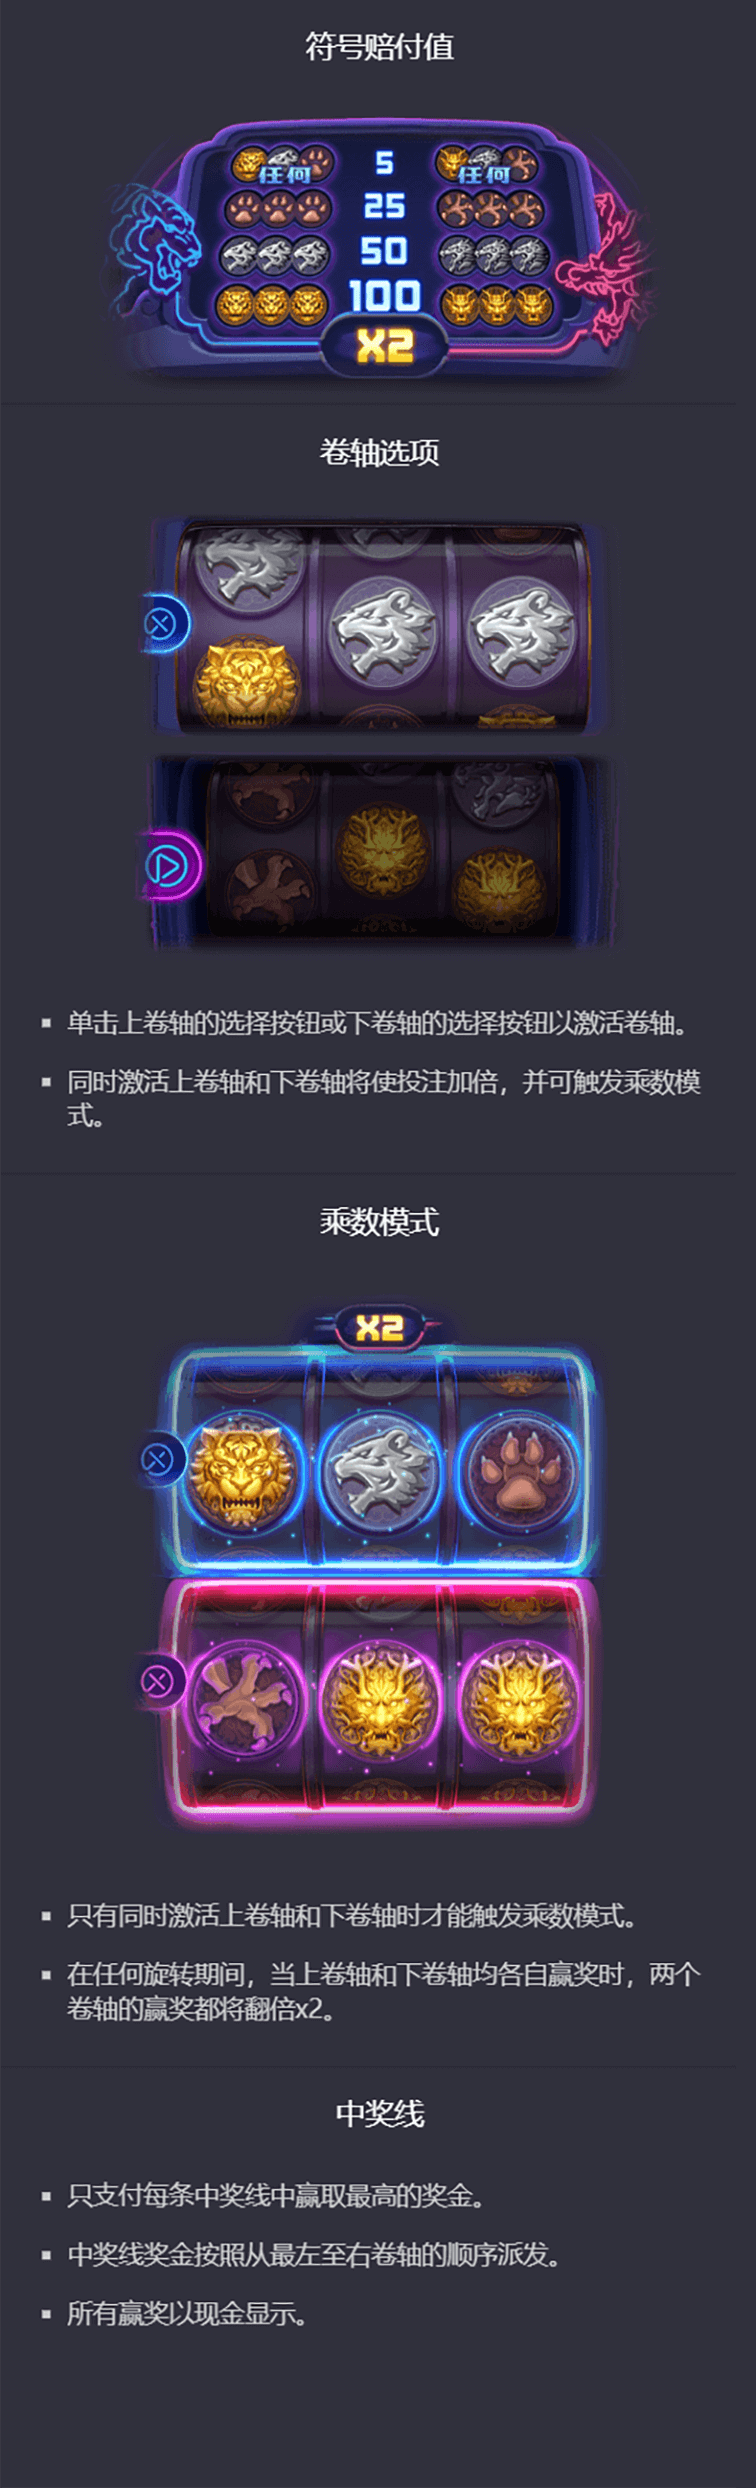 符号赔付值
任何 5 任何
25
50
100
X2
卷轴选项
单击上卷轴的选择按钮或下卷轴的选择按钮以激活卷轴。
同时激活上卷轴和下卷轴将使投注加倍，并可触发乘数模
式。
乘数模式
X2
只有同时激活上卷轴和下卷轴时才能触发乘数模式。
在任何旋转期间，当上卷轴和下卷轴均各自赢奖时，两个
卷轴的赢奖都将翻倍x2。
中奖线
只支付每条中奖线中赢取最高的奖金。
中奖线奖金按照从最左至右卷轴的顺序派发。
所有赢奖以现金显示。